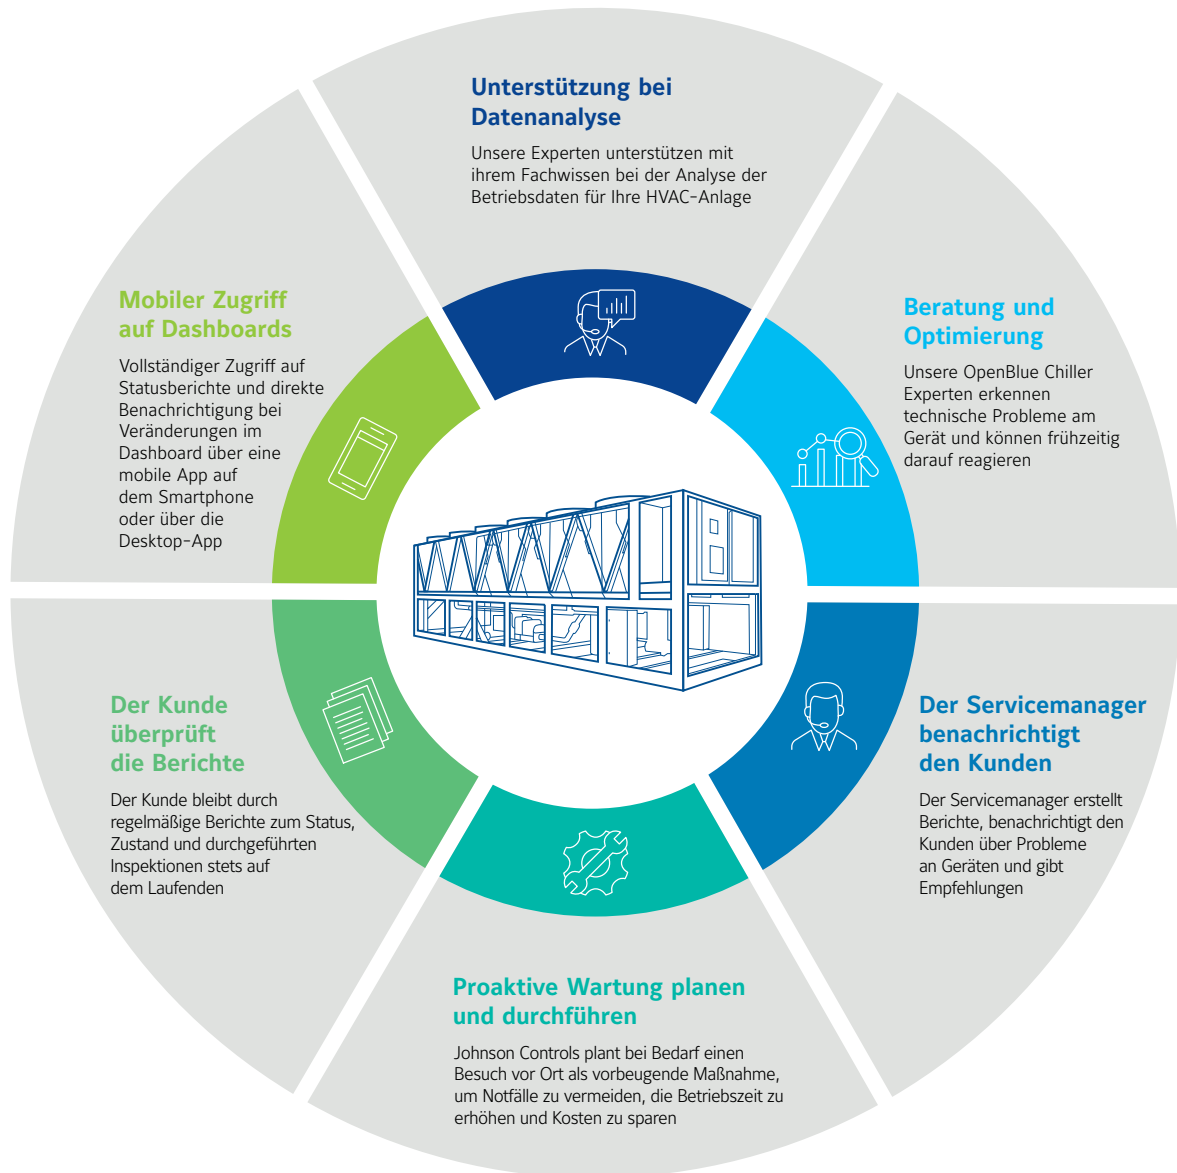 Unterstützung bei
Datenanalyse
Unsere Experten unterstützen mit
ihrem Fachwissen bei der Analyse der
Betriebsdaten für Ihre HVAC-Anlage
Beratung und
Optimierung
Unsere OpenBlue Chiller
Experten erkennen
technische Probleme am
Gerät und können frühzeitig
darauf reagieren
Der Servicemanager
benachrichtigt
den Kunden
Der Servicemanager erstellt
Berichte, benachrichtigt den
Kunden über Probleme
an Geräten und gibt
Empfehlungen
Proaktive Wartung planen
und durchführen
Johnson Controls plant bei Bedarf einen
Besuch vor Ort als vorbeugende Maßnahme,
um Notfälle zu vermeiden, die Betriebszeit zu
erhöhen und Kosten zu sparen
Der Kunde
überprüft
die Berichte
Der Kunde bleibt durch
regelmäßige Berichte zum Status,
Zustand und durchgeführten
Inspektionen stets auf
dem Laufenden
Mobiler Zugriff
auf Dashboards
Vollständiger Zugriff auf
Statusberichte und direkte
Benachrichtigung bei
Veränderungen im
Dashboard über eine
mobile App auf
dem Smartphone
oder über die
Desktop-App